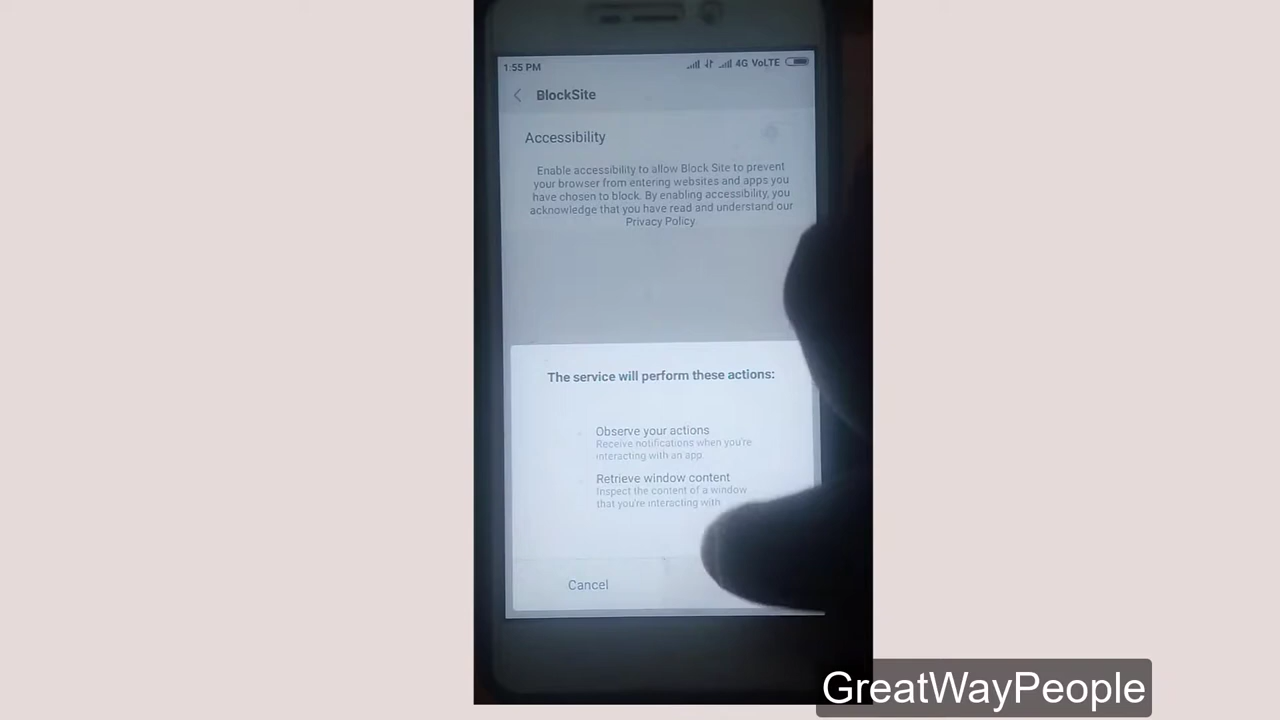 1:55 PM
4G VoLTE
BlockSite
Accessibility
Enable accessibility to allow Block Site to prevent
your browser from entering websites and apps you
have chosen to block. By enabling accessibility, you
acknowledge that you have read and understand our
Privacy Policy
The service will perform these actions:
Observe your actions
Receive notifications when you're
interacting with an app.
Retrieve window content
Inspect the content of a window
that you're interacting with.
Cancel
GreatWayPeople